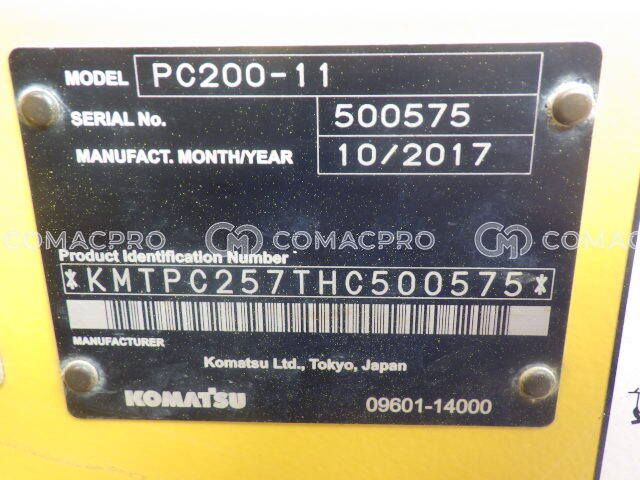 MODEL PC200-11
SERIAL No. 500575
MANUFACT. MONTH/YEAR 10/2017
COMACPRO COMACPRO
Product Identification Number
*KMTPC257THC500575*
MANUFACTURER
Komatsu Ltd., Tokyo, Japan
KOMATSU 09601-14000